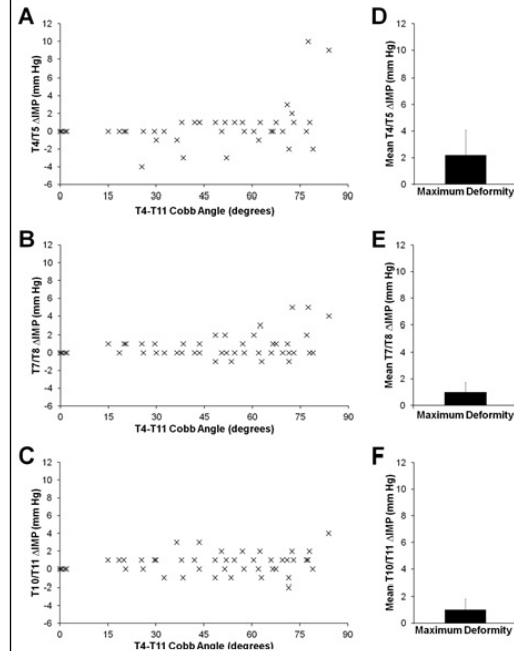 A
12
10
8
6
4
2
0
-2
-4
-6
0 15 30 45 60 75 90
T4/T5 ΔIMP (mm Hg)
T4-T11 Cobb Angle (degrees)
D
12
10
8
6
4
2
0
Mean T4/T5 ΔIMP (mm Hg)
Maximum Deformity
B
12
10
8
6
4
2
0
-2
-4
-6
0 15 30 45 60 75 90
T7/T8 ΔIMP (mm Hg)
T4-T11 Cobb Angle (degrees)
E
12
10
8
6
4
2
0
Mean T7/T8 ΔIMP (mm Hg)
Maximum Deformity
C
12
10
8
6
4
2
0
-2
-4
-6
0 15 30 45 60 75 90
T10/T11 ΔIMP (mm Hg)
T4-T11 Cobb Angle (degrees)
F
12
10
8
6
4
2
0
Mean T10/T11 ΔIMP (mm Hg)
Maximum Deformity